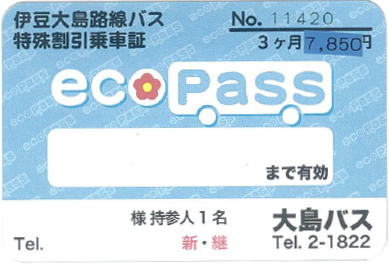 伊豆大島路線バス
特殊割引乗車証
No. 11420
3ヶ月 7,850円
eco pass
まで有効
様 持参人1名
新・継
Tel.
大島バス
Tel. 2-1822